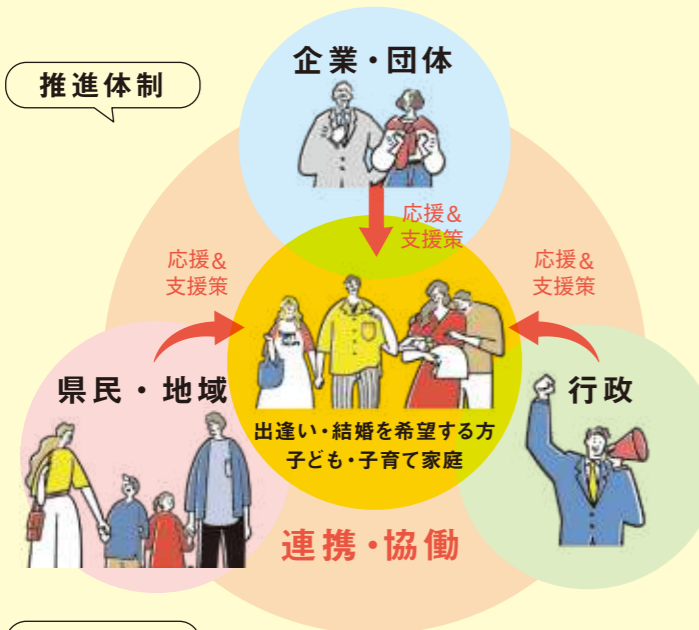 推進体制
企業・団体
応援&
支援策
応援&
支援策
応援&
支援策
県民・地域
行政
出逢い・結婚を希望する方
子ども・子育て家庭
連携・協働